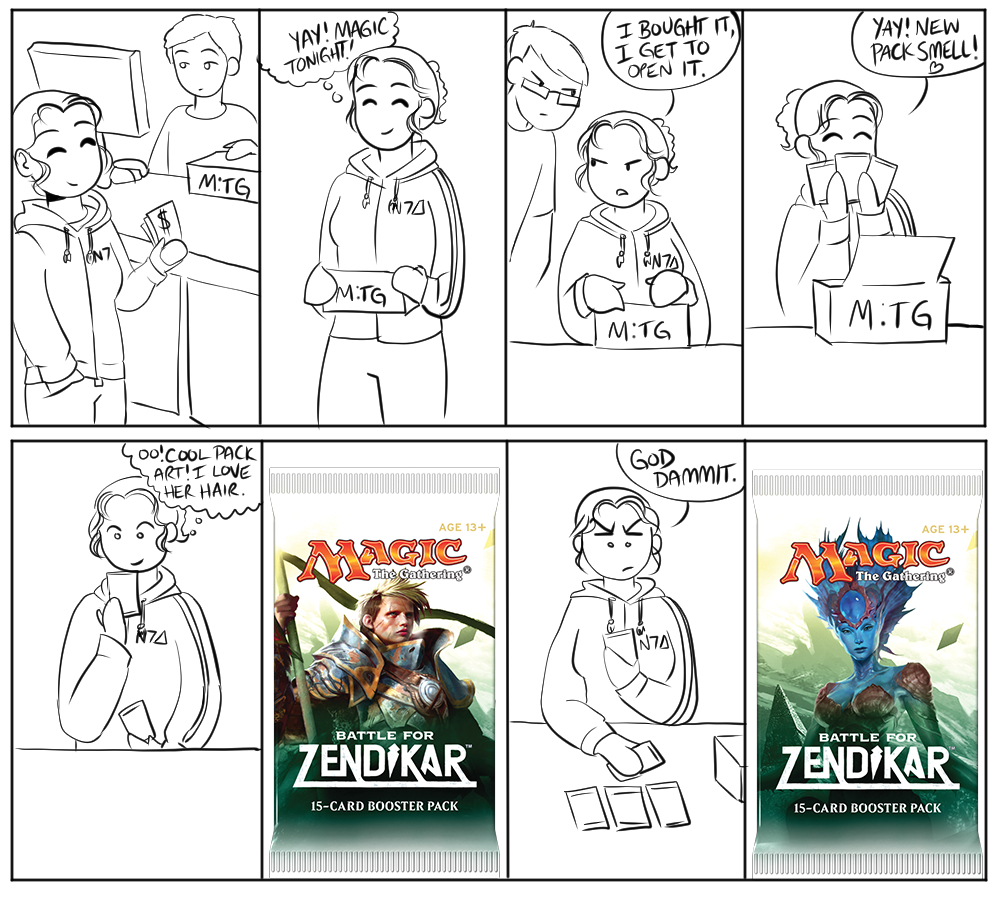 M:TG
$
N7
YAY! MAGIC
TONIGHT!
N7
M:TG
I BOUGHT IT,
I GET TO
OPEN IT.
N7
M:TG
YAY! NEW
PACK SMELL!
M:TG
OO! COOL PACK
ART! I LOVE
HER HAIR.
N7
AGE 13+
MAGIC
The Gathering®
BATTLE FOR
ZENDIKAR™
15-CARD BOOSTER PACK
GOD
DAMMIT.
N7
AGE 13+
MAGIC
The Gathering®
BATTLE FOR
ZENDIKAR™
15-CARD BOOSTER PACK